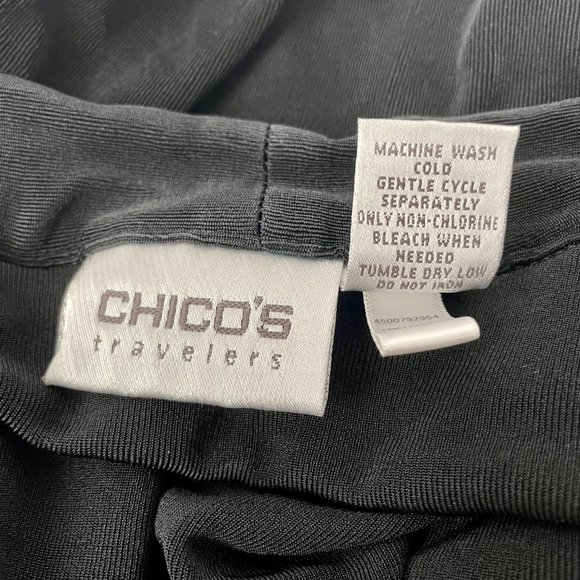 CHICO'S
travelers
MACHINE WASH
COLD
GENTLE CYCLE
SEPARATELY
ONLY NON-CHLORINE
BLEACH WHEN
NEEDED
TUMBLE DRY LOW
DO NOT IRON
4500792964